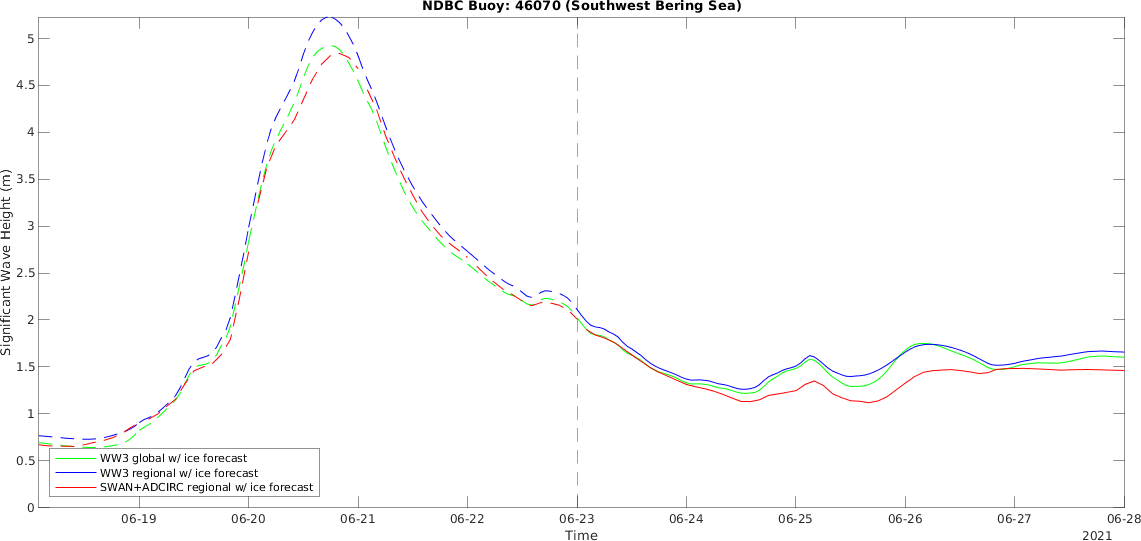 NDBC Buoy: 46070 (Southwest Bering Sea)
5
4.5
4
3.5
3
2.5
2
1.5
1
0.5
0
Significant Wave Height (m)
WW3 global w/ ice forecast
WW3 regional w/ ice forecast
SWAN+ADCIRC regional w/ ice forecast
06-19 06-20 06-21 06-22 06-23 06-24 06-25 06-26 06-27 06-28
Time
2021